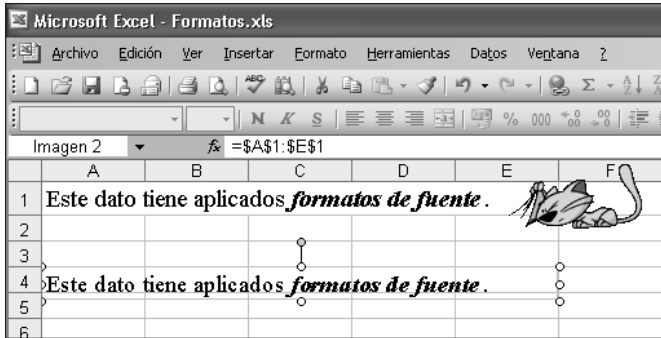 Microsoft Excel - Formatos.xls
Archivo Edición Ver Insertar Formato Herramientas Datos Ventana ?
ABC Σ A Z
N K S % 000
Imagen 2 fx =$A$1:$E$1
A B C D E F
1 Este dato tiene aplicados formatos de fuente.
2
3
4 Este dato tiene aplicados formatos de fuente.
5
6